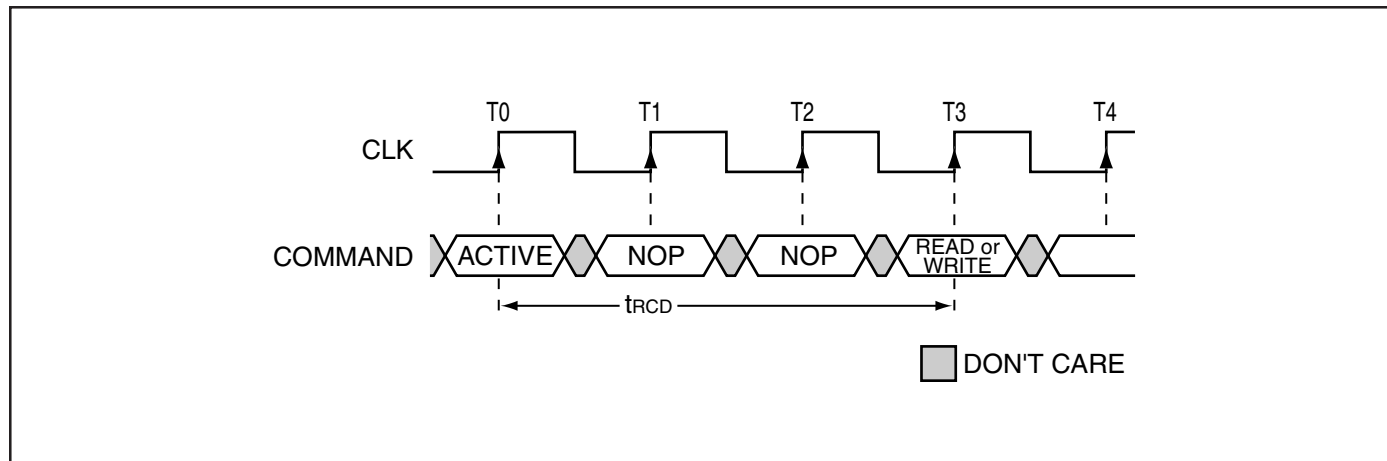 T0 T1 T2 T3 T4
CLK
COMMAND ACTIVE NOP NOP READ or
WRITE
tRCD
DON'T CARE